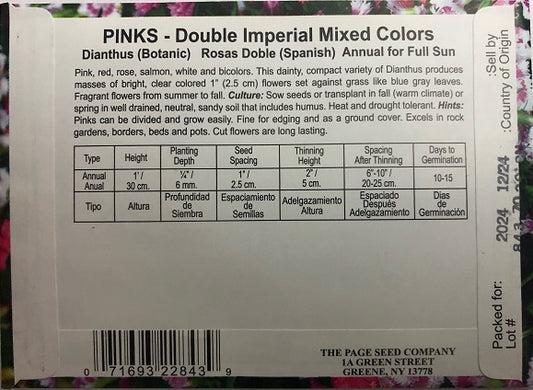 PINKS - Double Imperial Mixed Colors
Dianthus (Botanic) Rosas Doble (Spanish) Annual for Full Sun
Pink, red, rose, salmon, white and bicolors. This dainty, compact variety of Dianthus produces
masses of bright, clear colored 1" (2.5 cm) flowers set against grass like blue gray leaves.
Fragrant flowers from summer to fall. Culture: Sow seeds or transplant in fall (warm climate) or
spring in well drained, neutral, sandy soil that includes humus. Heat and drought tolerant. Hints:
Pinks can be divided and grow easily. Fine for edging and as a ground cover. Excels in rock
gardens, borders, beds and pots. Cut flowers are long lasting.
Type Height Planting Depth Seed Spacing Thinning Height Spacing After Thinning Days to Germination
Annual Anual 1'/ 30 cm. ¼"/ 6 mm. 1"/ 2.5 cm. 2"/ 5 cm. 6"-10"/ 20-25 cm. 10-15
Tipo Altura Profundidad de Siembra Espaciamiento de Semillas Adelgazamiento Altura Espaciado Después Adelgazamiento Dias de Germinación
0 71693 22843 9
THE PAGE SEED COMPANY
1A GREEN STREET
GREENE, NY 13778
Packed for: 2024 12/24 :Sell by
Lot # :Country of Origin